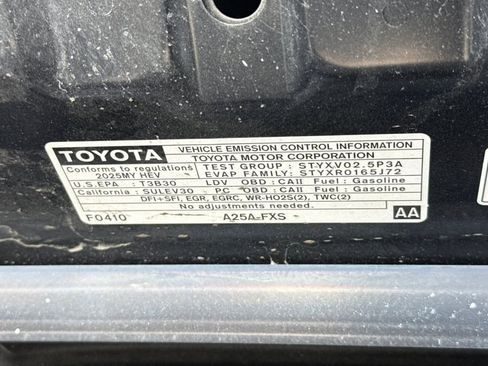 TOYOTA
VEHICLE EMISSION CONTROL INFORMATION
TOYOTA MOTOR CORPORATION
Conforms to regulations
2025MY HEV
TEST GROUP : STYXV02.5P3A
EVAP FAMILY: STYXR0165J72
U.S.EPA : T3B30 LDV OBD : CAII Fuel : Gasoline
California : SULEV30 PC OBD : CAII Fuel : Gasoline
DFI+SFI, EGR, EGRC, WR-HO2S(2), TWC(2)
No adjustments needed.
F0410 A25A-FXS AA